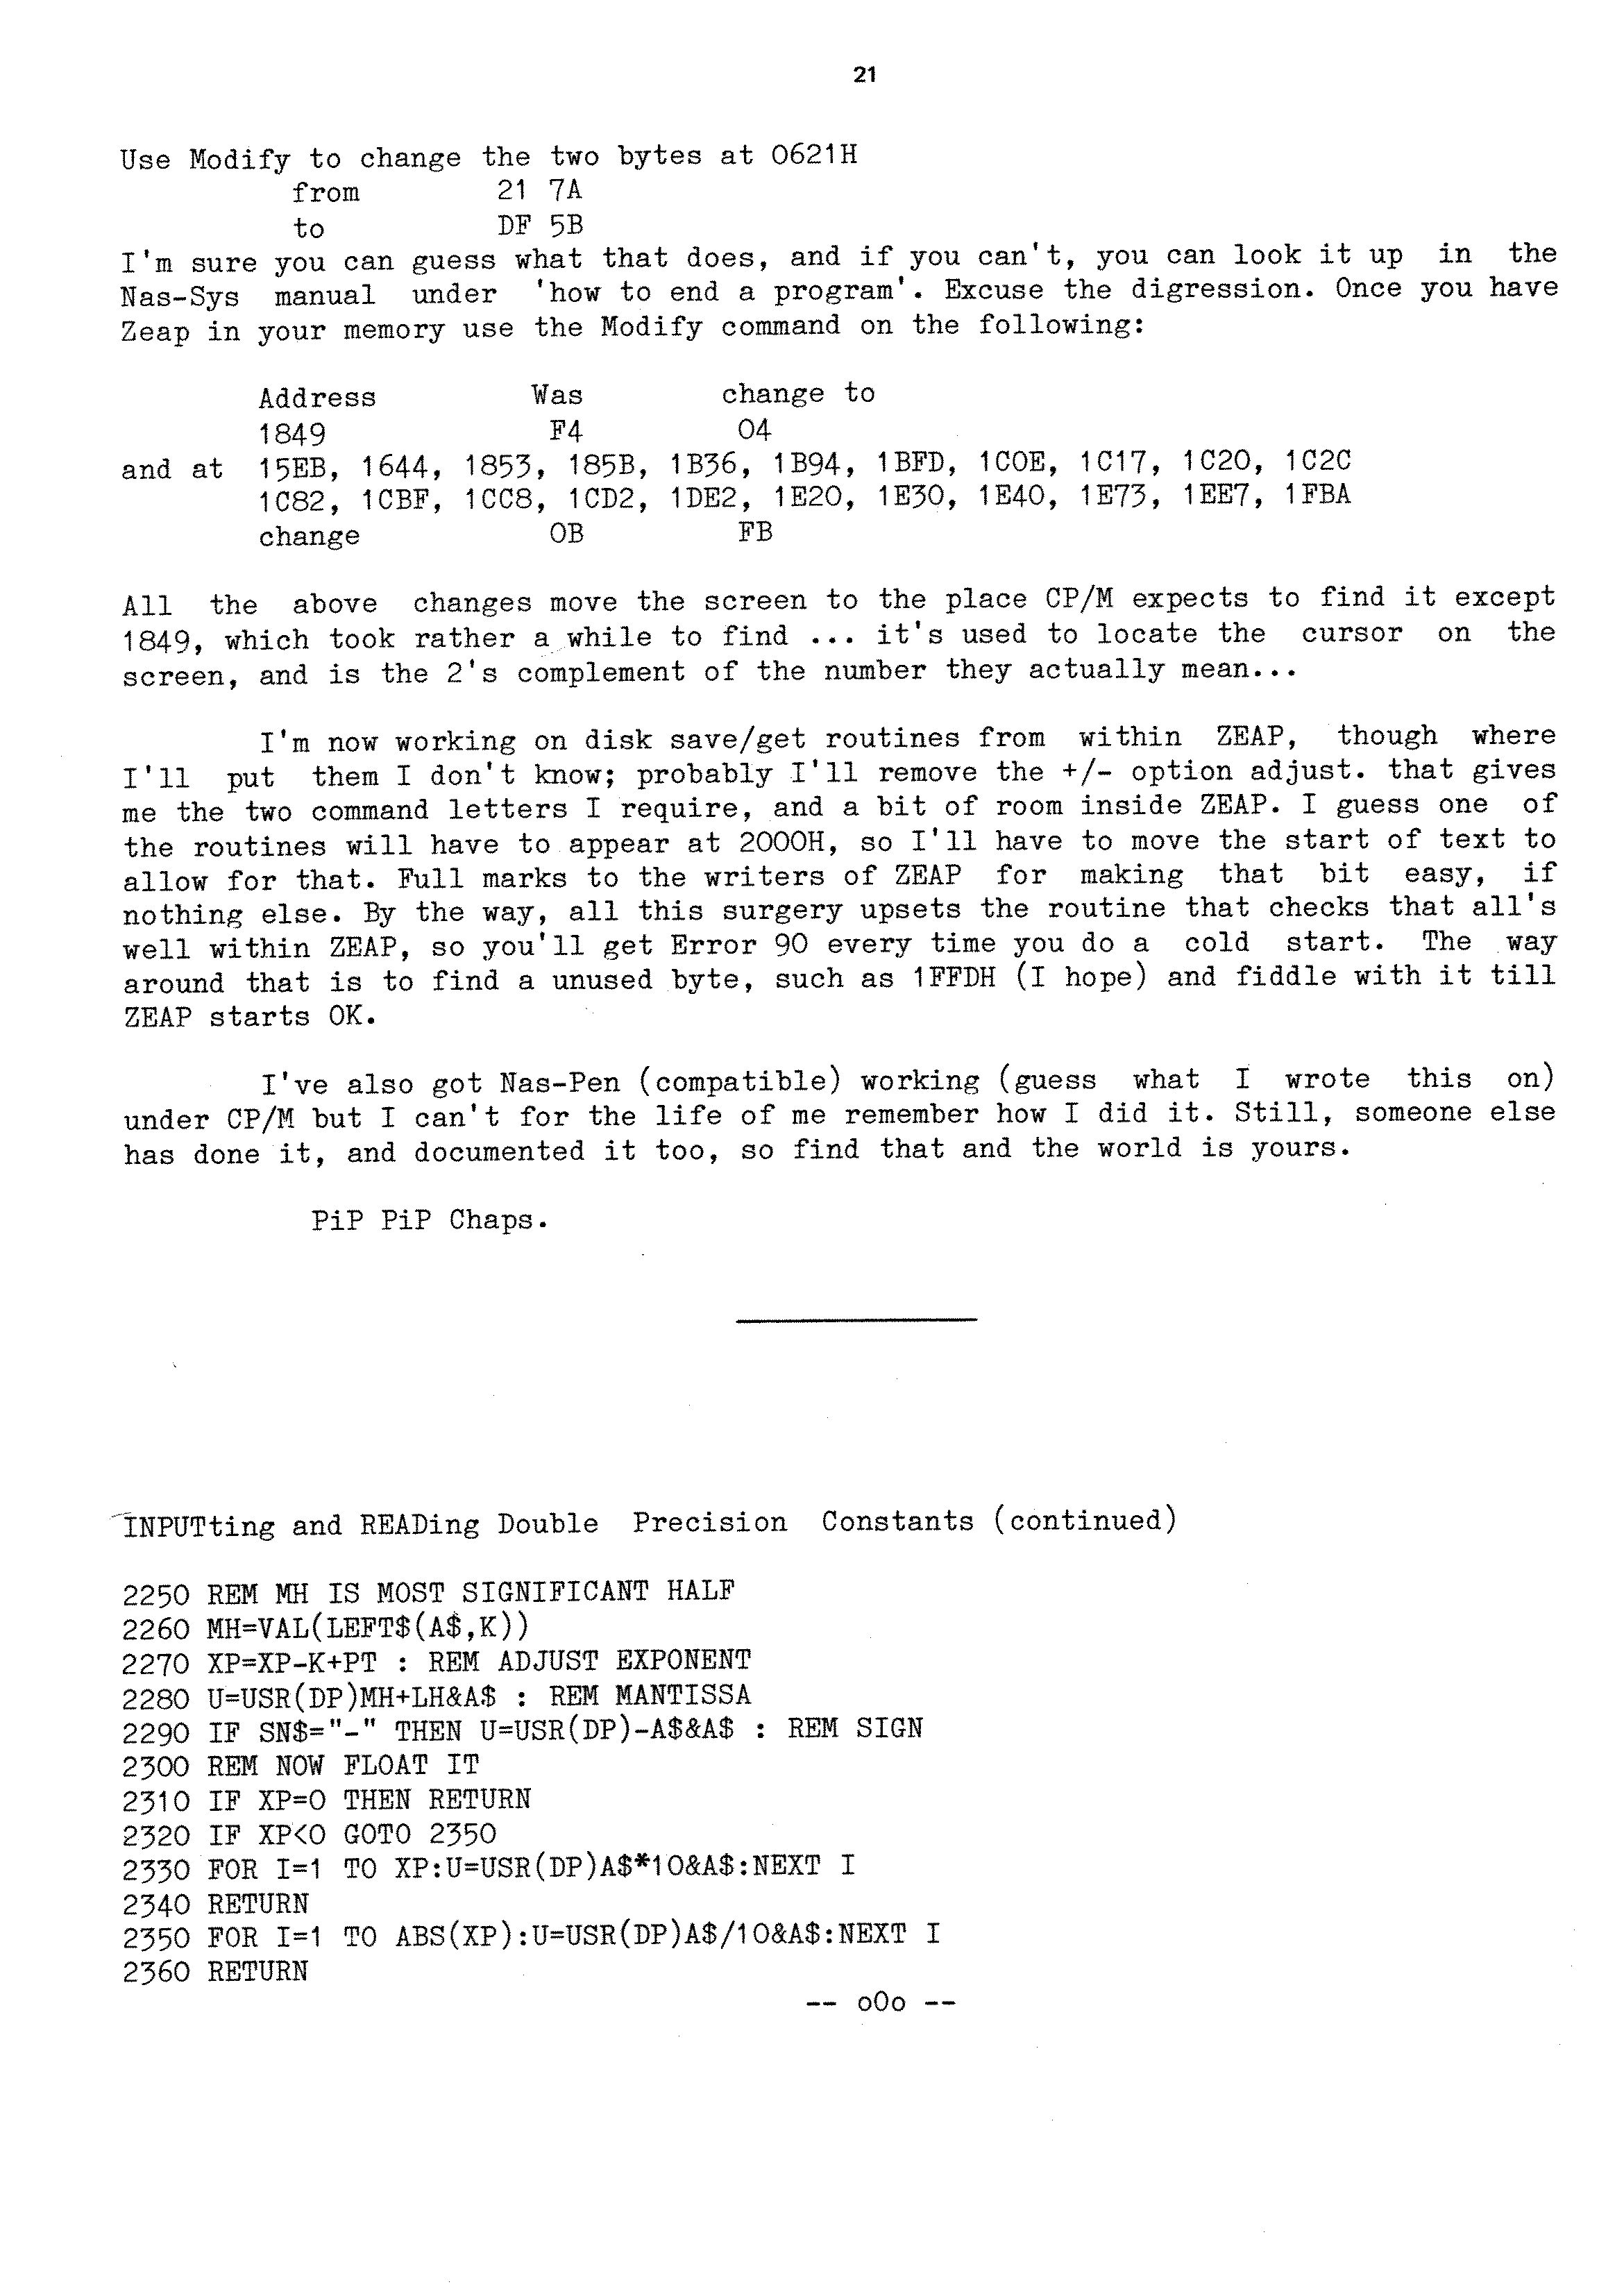 21
Use Modify to change the two bytes at 0621H
from 21 7A
to DF 5B
I'm sure you can guess what that does, and if you can't, you can look it up in the
Nas-Sys manual under 'how to end a program'. Excuse the digression. Once you have
Zeap in your memory use the Modify command on the following:
Address Was change to
1849 F4 04
and at 15EB, 1644, 1853, 185B, 1B36, 1B94, 1BFD, 1C0E, 1C17, 1C20, 1C2C
1C82, 1CBF, 1CC8, 1CD2, 1DE2, 1E20, 1E30, 1E40, 1E73, 1EE7, 1FBA
change 0B FB
All the above changes move the screen to the place CP/M expects to find it except
1849, which took rather a while to find ... it's used to locate the cursor on the
screen, and is the 2's complement of the number they actually mean...
I'm now working on disk save/get routines from within ZEAP, though where
I'll put them I don't know; probably I'll remove the +/- option adjust. that gives
me the two command letters I require, and a bit of room inside ZEAP. I guess one of
the routines will have to appear at 2000H, so I'll have to move the start of text to
allow for that. Full marks to the writers of ZEAP for making that bit easy, if
nothing else. By the way, all this surgery upsets the routine that checks that all's
well within ZEAP, so you'll get Error 90 every time you do a cold start. The way
around that is to find a unused byte, such as 1FFDH (I hope) and fiddle with it till
ZEAP starts OK.
I've also got Nas-Pen (compatible) working (guess what I wrote this on)
under CP/M but I can't for the life of me remember how I did it. Still, someone else
has done it, and documented it too, so find that and the world is yours.
PiP PiP Chaps.
INPUTting and READing Double Precision Constants (continued)
2250 REM MH IS MOST SIGNIFICANT HALF
2260 MH=VAL(LEFT$(A$,K))
2270 XP=XP-K+PT : REM ADJUST EXPONENT
2280 U=USR(DP)MH+LH&A$ : REM MANTISSA
2290 IF SN$="-" THEN U=USR(DP)-A$&A$ : REM SIGN
2300 REM NOW FLOAT IT
2310 IF XP=0 THEN RETURN
2320 IF XP<0 GOTO 2350
2330 FOR I=1 TO XP:U=USR(DP)A$*10&A$:NEXT I
2340 RETURN
2350 FOR I=1 TO ABS(XP):U=USR(DP)A$/10&A$:NEXT I
2360 RETURN
-- oOo --